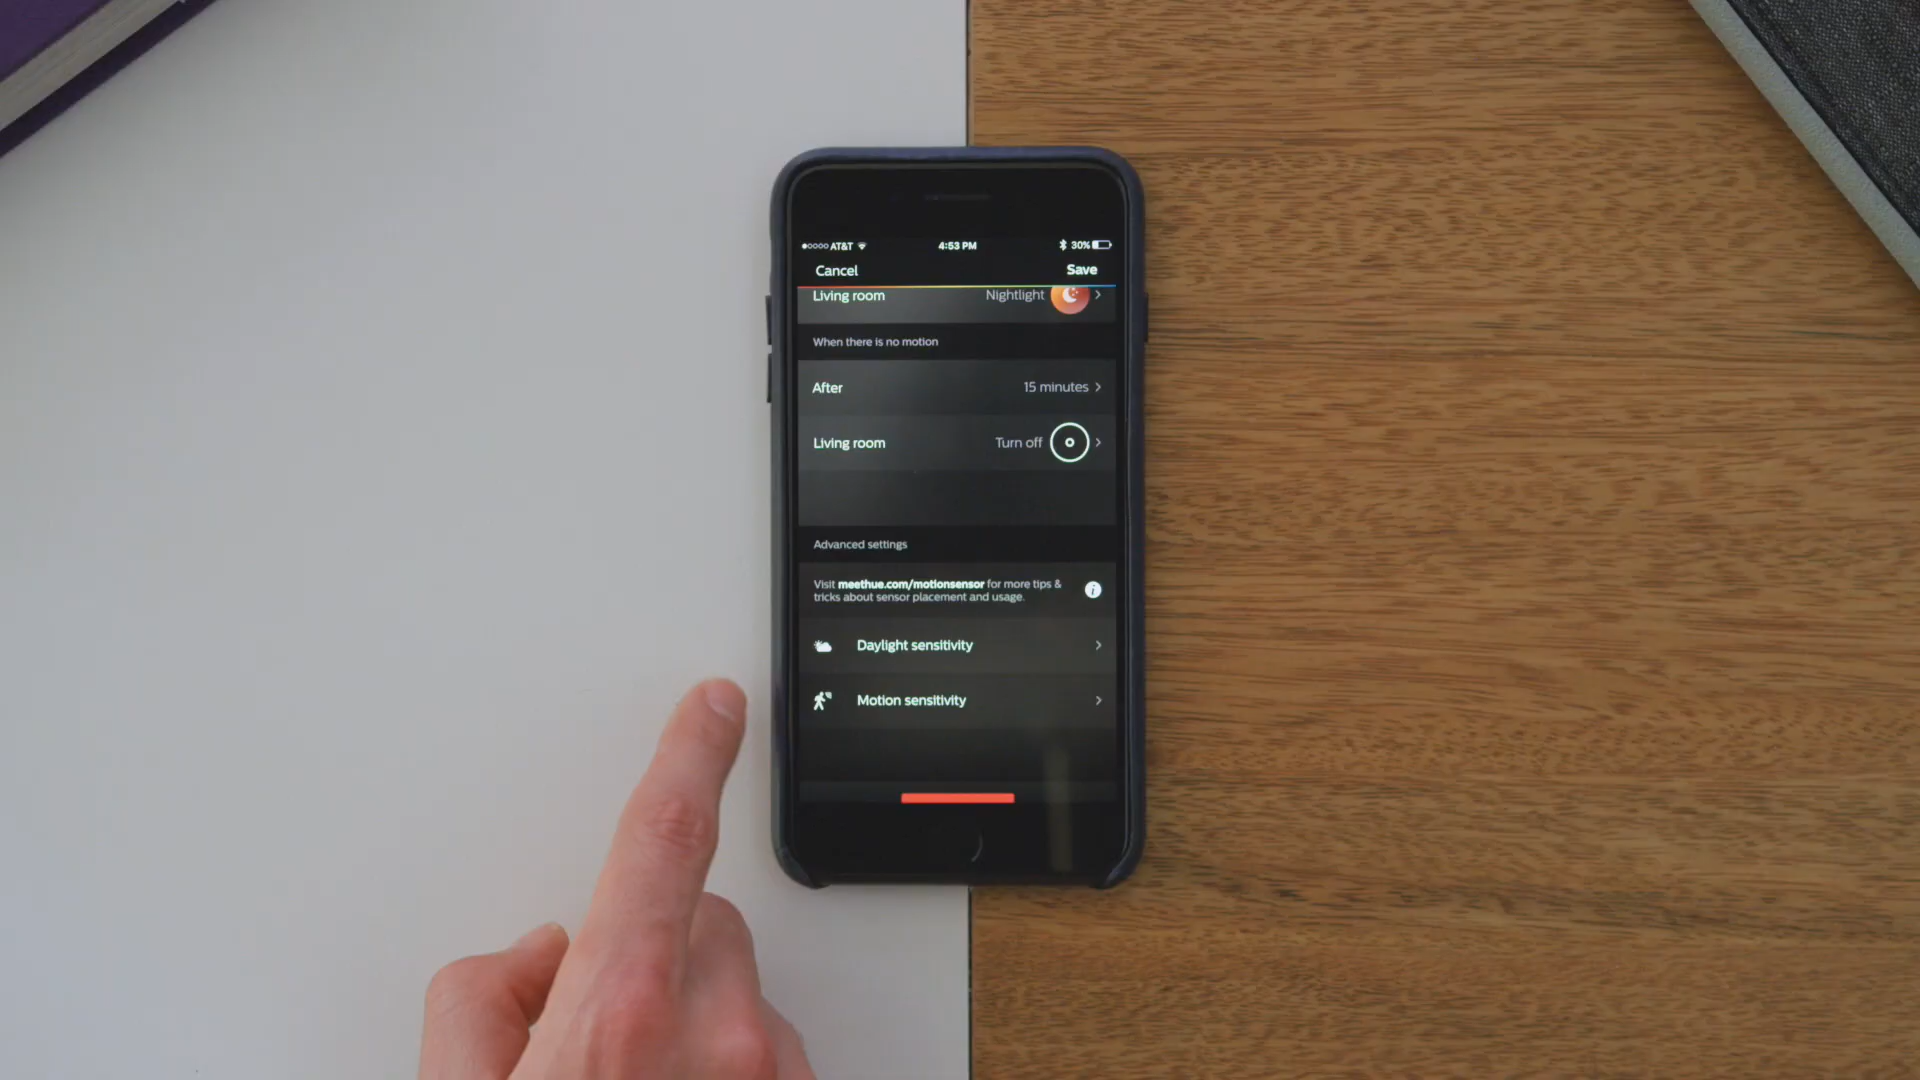 AT&T 4:53 PM 30%
Cancel Save
Living room Nightlight
When there is no motion
After 15 minutes
Living room Turn off
Advanced settings
Visit meethue.com/motionsensor for more tips &
tricks about sensor placement and usage.
Daylight sensitivity
Motion sensitivity